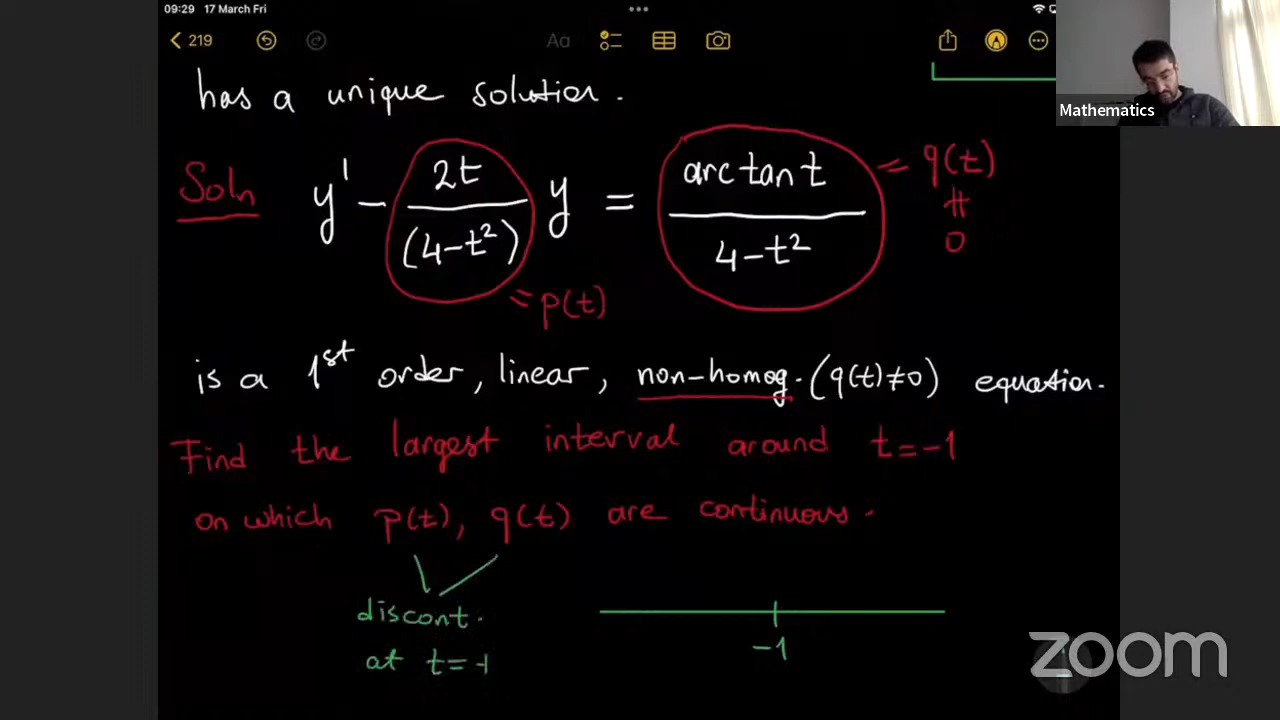 09:29 17 March Fri
219
Aa
Mathematics
has a unique solution.
Soln y' - 2t/(4-t²) y = arctan t/4-t² = q(t) ≠ 0
= p(t)
is a 1st order, linear, non-homog. (q(t)≠0) equation.
Find the largest interval around t=-1
on which p(t), q(t) are continuous.
discont.
at t=-
-1
zoom